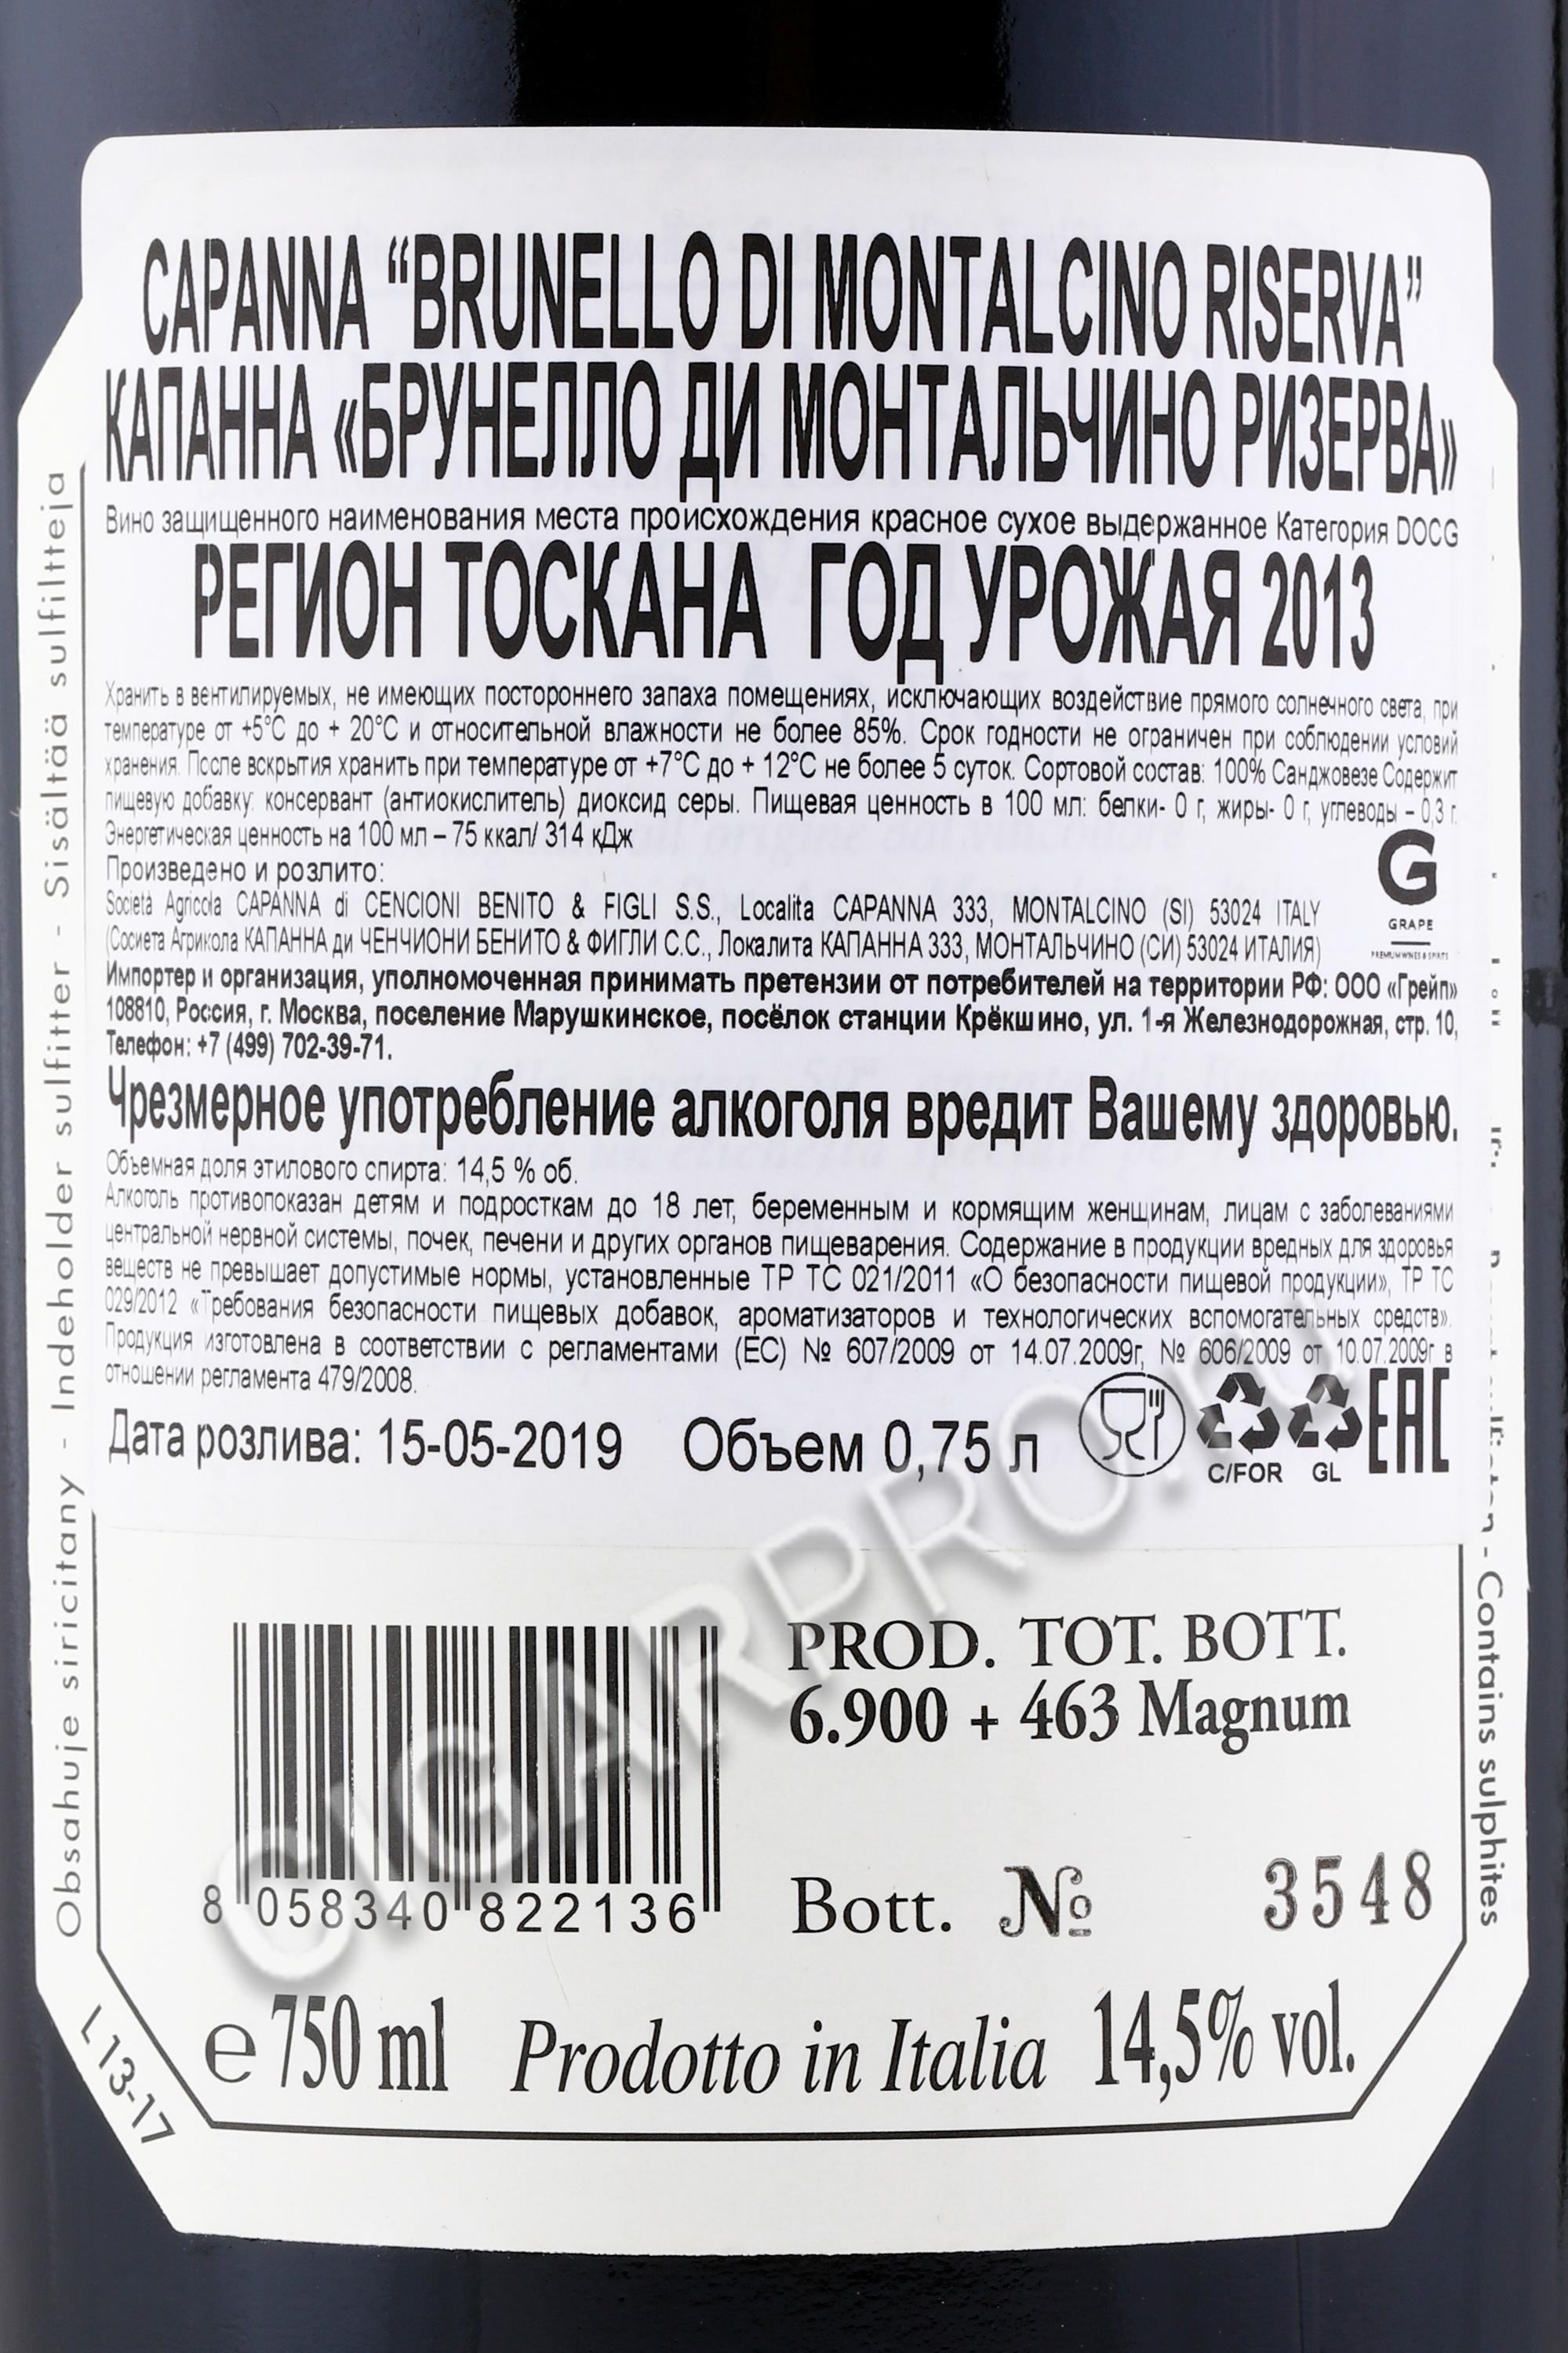 CAPANNA “BRUNELLO DI MONTALCINO RISERVA”
КАПАННА «БРУНЕЛЛО ДИ МОНТАЛЬЧИНО РИЗЕРВА»
Вино защищенного наименования места происхождения красное сухое выдержанное Категория DOCG
РЕГИОН ТОСКАНА ГОД УРОЖАЯ 2013
Хранить в вентилируемых, не имеющих постороннего запаха помещениях, исключающих воздействие прямого солнечного света, при
температуре от +5°C до + 20°C и относительной влажности не более 85%. Срок годности не ограничен при соблюдении условий
хранения. После вскрытия хранить при температуре от +7°C до + 12°C не более 5 суток. Сортовой состав: 100% Санджовезе Содержит
пищевую добавку: консервант (антиокислитель) диоксид серы. Пищевая ценность в 100 мл: белки- 0 г, жиры- 0 г, углеводы – 0,3 г.
Энергетическая ценность на 100 мл – 75 ккал/ 314 кДж
Произведено и розлито:
Società Agricola CAPANNA di CENCIONI BENITO & FIGLI S.S., Localita CAPANNA 333, MONTALCINO (SI) 53024 ITALY
(Сосиета Агрикола КАПАННА ди ЧЕНЧИОНИ БЕНИТО & ФИГЛИ С.С., Локалита КАПАННА 333, МОНТАЛЬЧИНО (СИ) 53024 ИТАЛИЯ)
G
GRAPE
PREMIUM WINES & SPIRITS
Импортер и организация, уполномоченная принимать претензии от потребителей на территории РФ: ООО «Грейп»
108810, Россия, г. Москва, поселение Марушкинское, посёлок станции Крёкшино, ул. 1-я Железнодорожная, стр. 10,
Телефон: +7 (499) 702-39-71.
Чрезмерное употребление алкоголя вредит Вашему здоровью.
Объемная доля этилового спирта: 14,5 % об.
Алкоголь противопоказан детям и подросткам до 18 лет, беременным и кормящим женщинам, лицам с заболеваниями
центральной нервной системы, почек, печени и других органов пищеварения. Содержание в продукции вредных для здоровья
веществ не превышает допустимые нормы, установленные ТР ТС 021/2011 «О безопасности пищевой продукции», ТР ТС
029/2012 «Требования безопасности пищевых добавок, ароматизаторов и технологических вспомогательных средств».
Продукция изготовлена в соответствии с регламентами (ЕС) № 607/2009 от 14.07.2009г, № 606/2009 от 10.07.2009г в
отношении регламента 479/2008.
Дата розлива: 15-05-2019 Объем 0,75 л
C/FOR GL EAC
PROD. TOT. BOTT.
6.900 + 463 Magnum
8 058340 822136
Bott. № 3548
℮ 750 ml Prodotto in Italia 14,5% vol.
L 13-17
Obsahuje siricitany - Indeholder sulfitter - Sisältää sulfiitteja
- Contains sulphites
CIGARPRO.ru